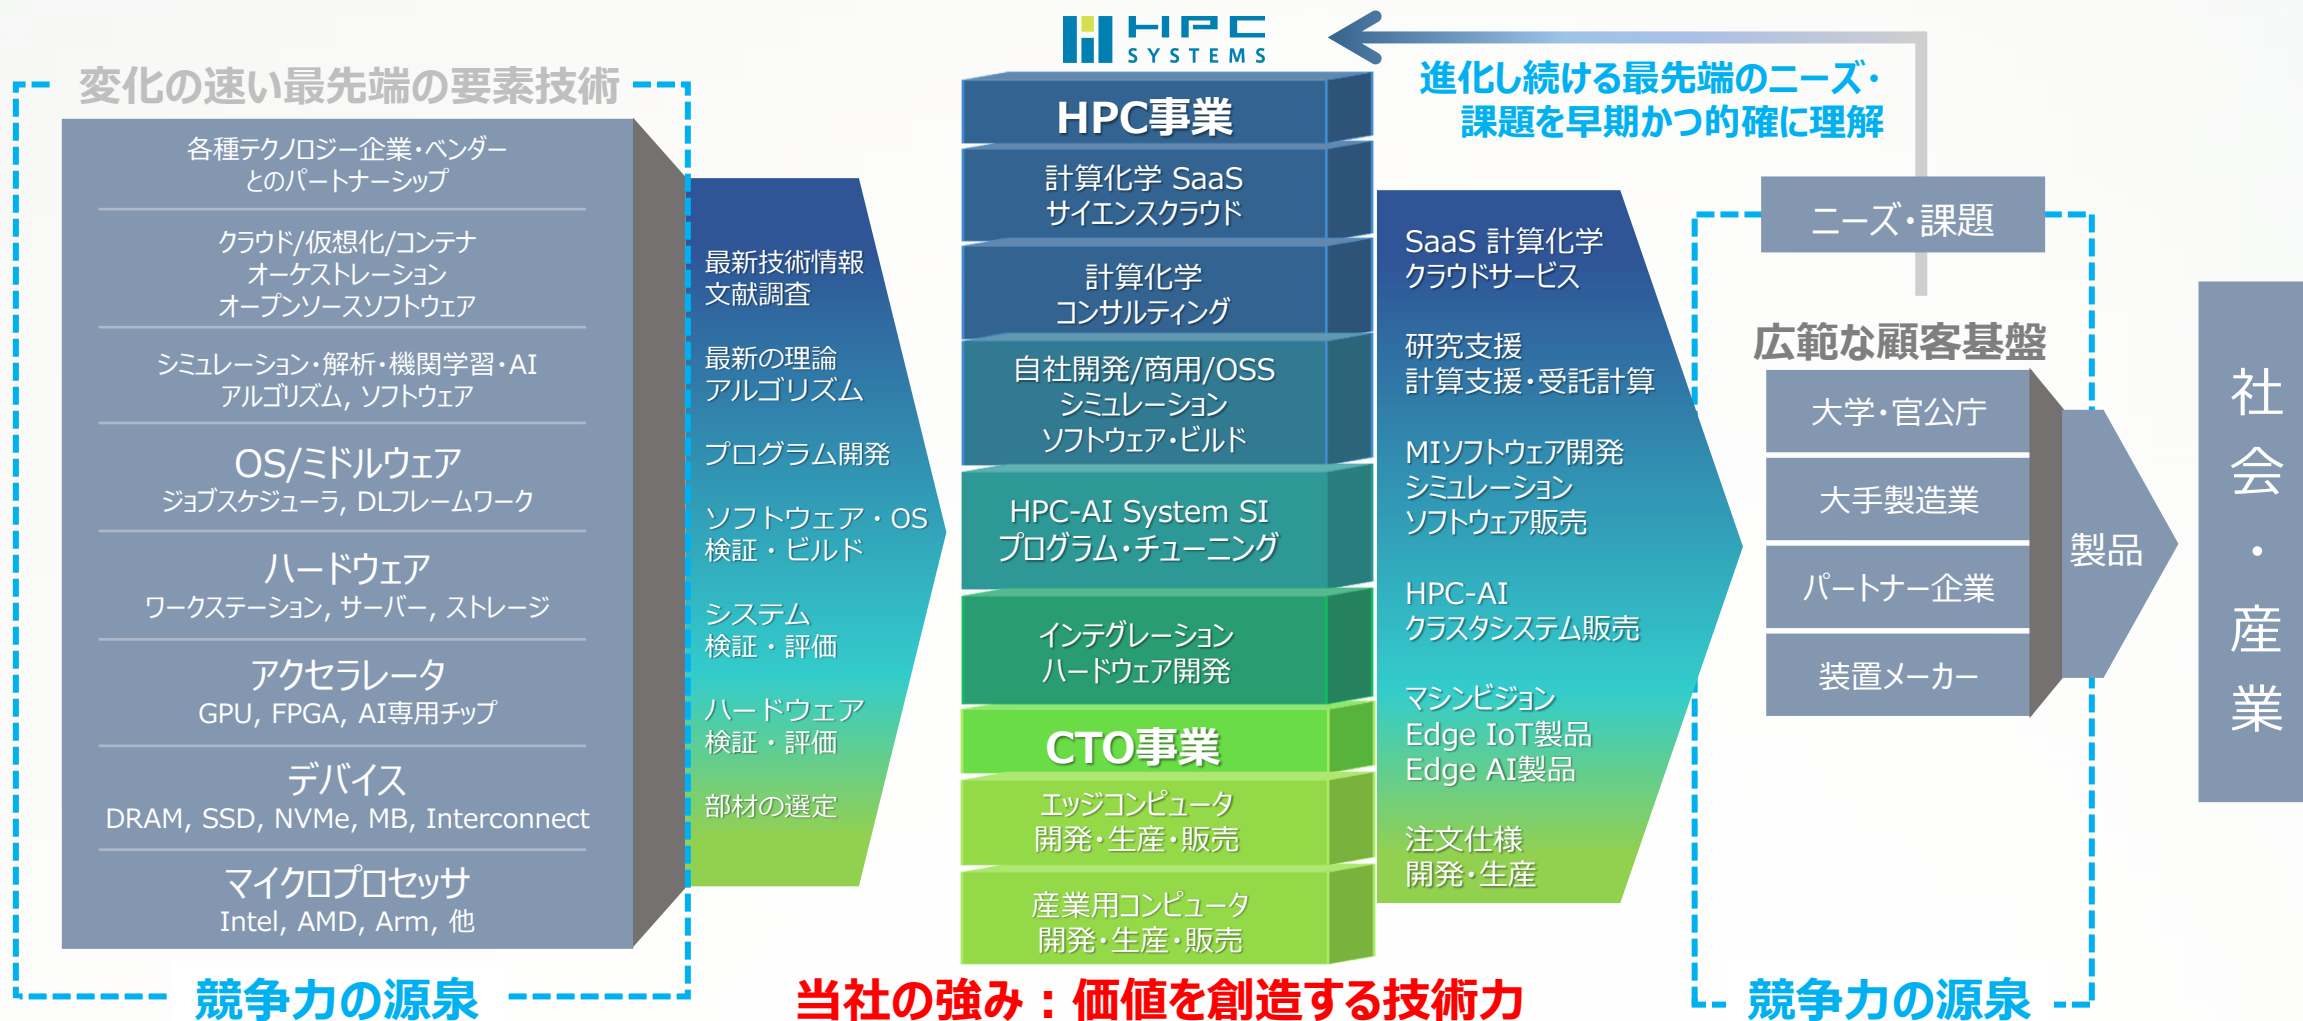 HPC
SYSTEMS
進化し続ける最先端のニーズ・
課題を早期かつ的確に理解
変化の速い最先端の要素技術
各種テクノロジー企業・ベンダー
とのパートナーシップ
クラウド/仮想化/コンテナ
オーケストレーション
オープンソースソフトウェア
シミュレーション・解析・機関学習・AI
アルゴリズム, ソフトウェア
OS/ミドルウェア
ジョブスケジューラ, DLフレームワーク
ハードウェア
ワークステーション, サーバー, ストレージ
アクセラレータ
GPU, FPGA, AI専用チップ
デバイス
DRAM, SSD, NVMe, MB, Interconnect
マイクロプロセッサ
Intel, AMD, Arm, 他
競争力の源泉
最新技術情報
文献調査
最新の理論
アルゴリズム
プログラム開発
ソフトウェア・OS
検証・ビルド
システム
検証・評価
ハードウェア
検証・評価
部材の選定
HPC事業
計算化学 SaaS
サイエンスクラウド
計算化学
コンサルティング
自社開発/商用/OSS
シミュレーション
ソフトウェア・ビルド
HPC-AI System SI
プログラム・チューニング
インテグレーション
ハードウェア開発
CTO事業
エッジコンピュータ
開発・生産・販売
産業用コンピュータ
開発・生産・販売
当社の強み：価値を創造する技術力
SaaS 計算化学
クラウドサービス
研究支援
計算支援・受託計算
MIソフトウェア開発
シミュレーション
ソフトウェア販売
HPC-AI
クラスタシステム販売
マシンビジョン
Edge IoT製品
Edge AI製品
注文仕様
開発・生産
ニーズ・課題
広範な顧客基盤
大学・官公庁
大手製造業
パートナー企業
装置メーカー
製品
競争力の源泉
社会・産業